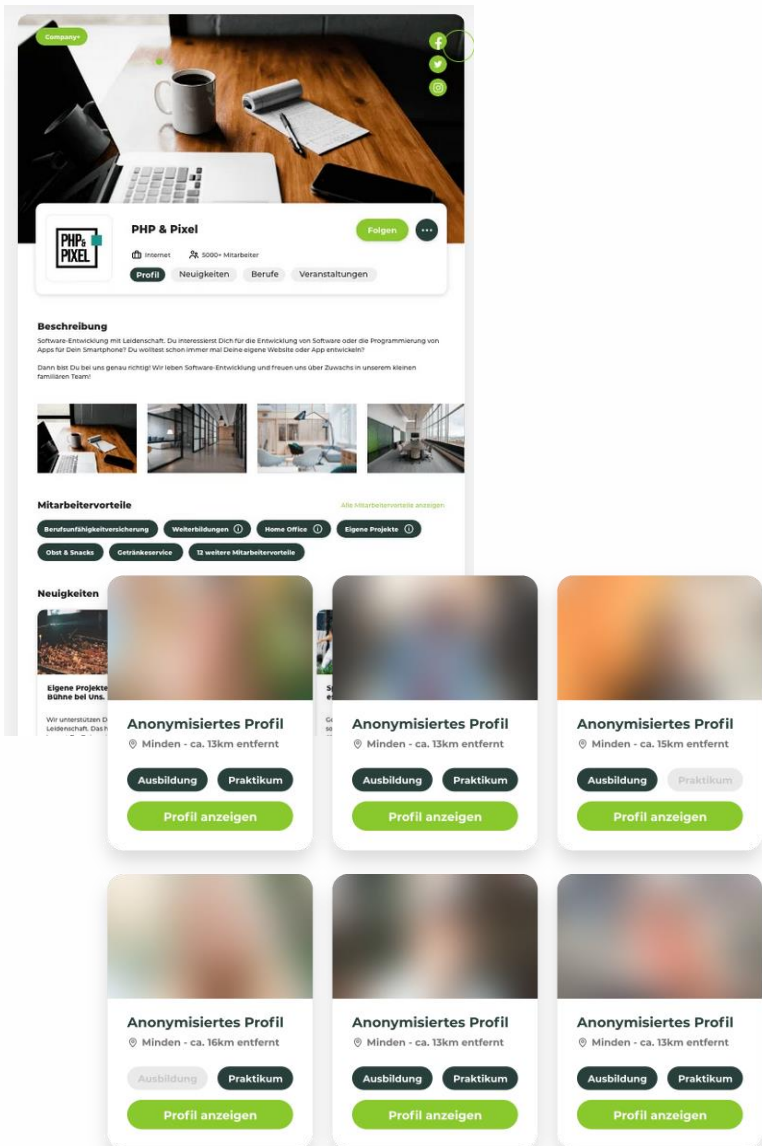 Company+
PHP &
PIXEL
PHP & Pixel
Folgen
Internet
5000+ Mitarbeiter
Profil
Neuigkeiten
Berufe
Veranstaltungen
Beschreibung
Software-Entwicklung mit Leidenschaft. Du interessierst Dich für die Entwicklung von Software oder die Programmierung von
Apps für Dein Smartphone? Du wolltest schon immer mal Deine eigene Website oder App entwickeln?
Dann bist Du bei uns genau richtig! Wir leben Software-Entwicklung und freuen uns über Zuwachs in unserem kleinen
familiären Team!
Mitarbeitervorteile
Alle Mitarbeitervorteile anzeigen
Berufsunfähigkeitversicherung
Weiterbildungen
Home Office
Eigene Projekte
Obst & Snacks
Getränkeservice
12 weitere Mitarbeitervorteile
Neuigkeiten
Eigene Projekte
Bühne bei Uns.
Wir unterstützen D
Leidenschaft. Das h
Anonymisiertes Profil
Minden - ca. 13km entfernt
Ausbildung
Praktikum
Profil anzeigen
Anonymisiertes Profil
Minden - ca. 13km entfernt
Ausbildung
Praktikum
Profil anzeigen
Anonymisiertes Profil
Minden - ca. 15km entfernt
Ausbildung
Praktikum
Profil anzeigen
Anonymisiertes Profil
Minden - ca. 16km entfernt
Ausbildung
Praktikum
Profil anzeigen
Anonymisiertes Profil
Minden - ca. 13km entfernt
Ausbildung
Praktikum
Profil anzeigen
Anonymisiertes Profil
Minden - ca. 13km entfernt
Ausbildung
Praktikum
Profil anzeigen